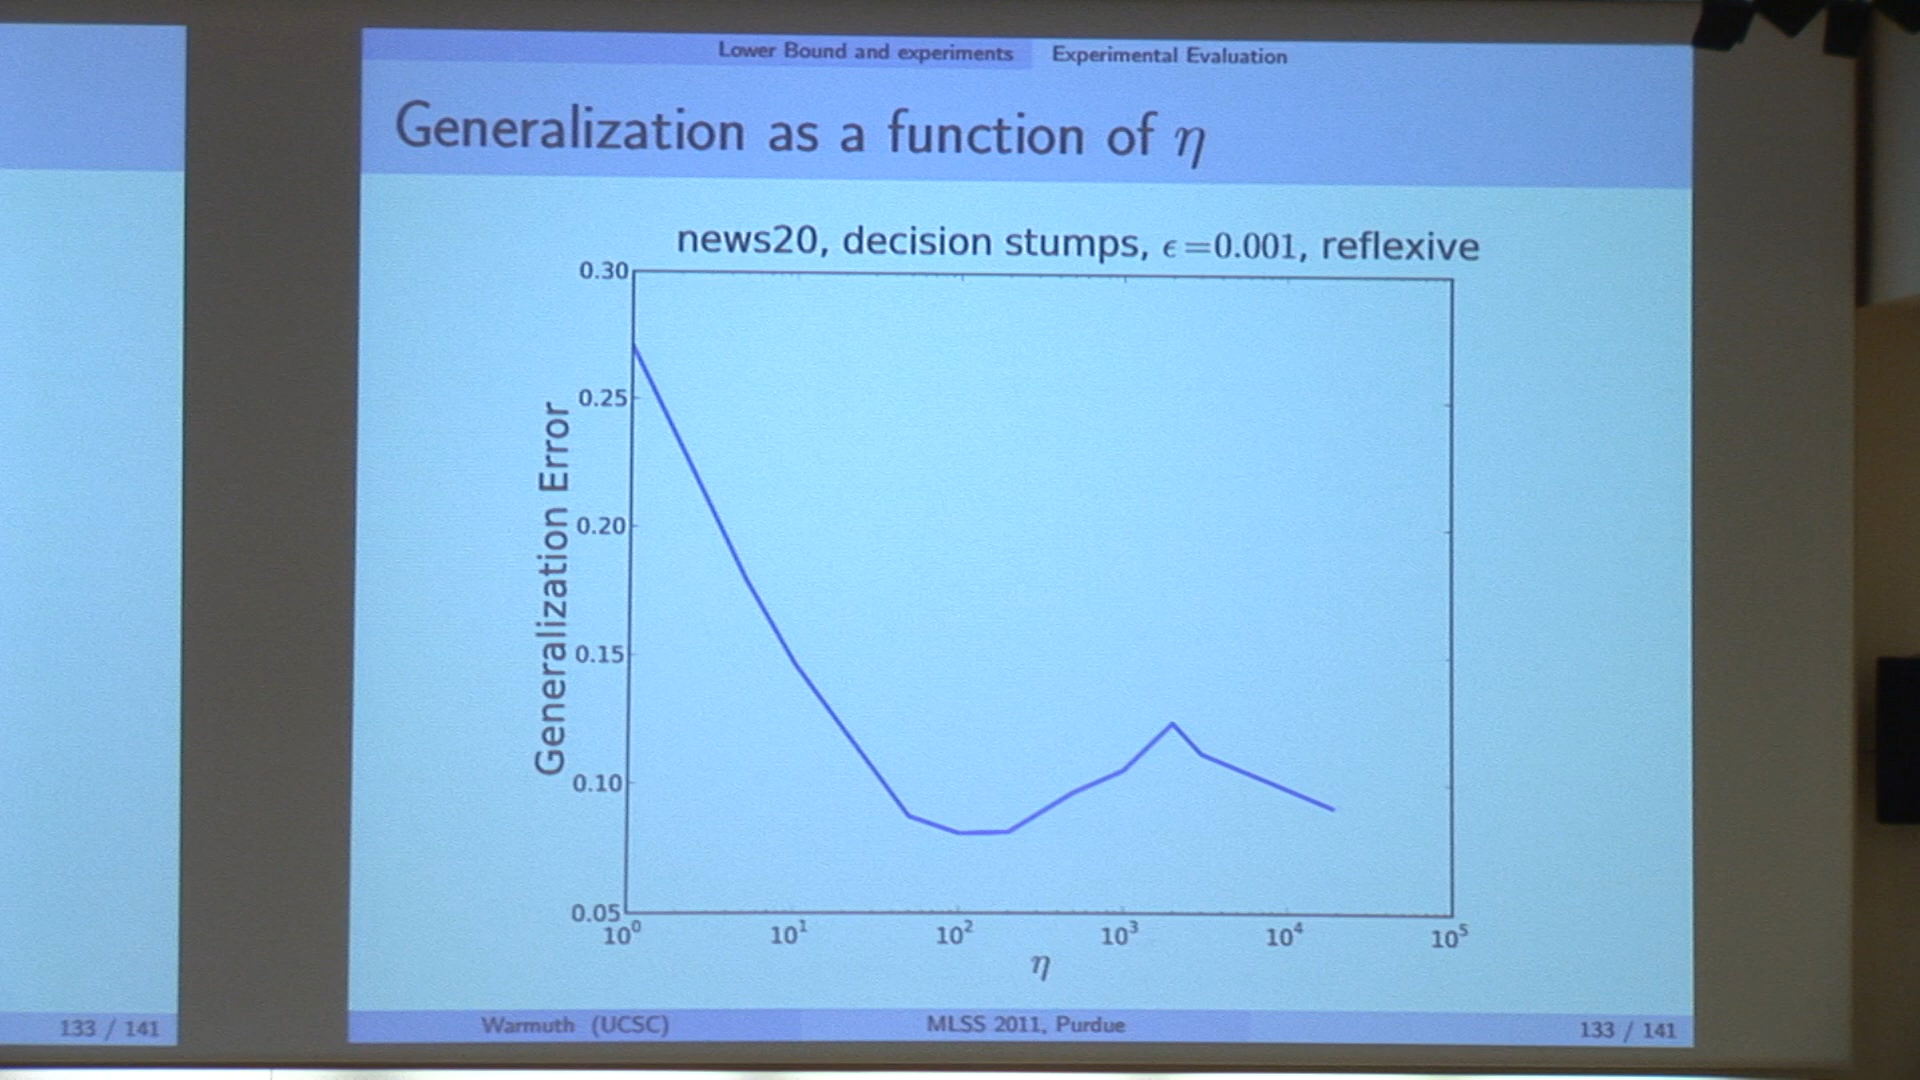 Lower Bound and experiments Experimental Evaluation
Generalization as a function of η
news20, decision stumps, ϵ=0.001, reflexive
0.30
0.25
0.20
0.15
0.10
0.05
Generalization Error
10⁰ 10¹ 10² 10³ 10⁴ 10⁵
η
133 / 141
Warmuth (UCSC) MLSS 2011, Purdue 133 / 141